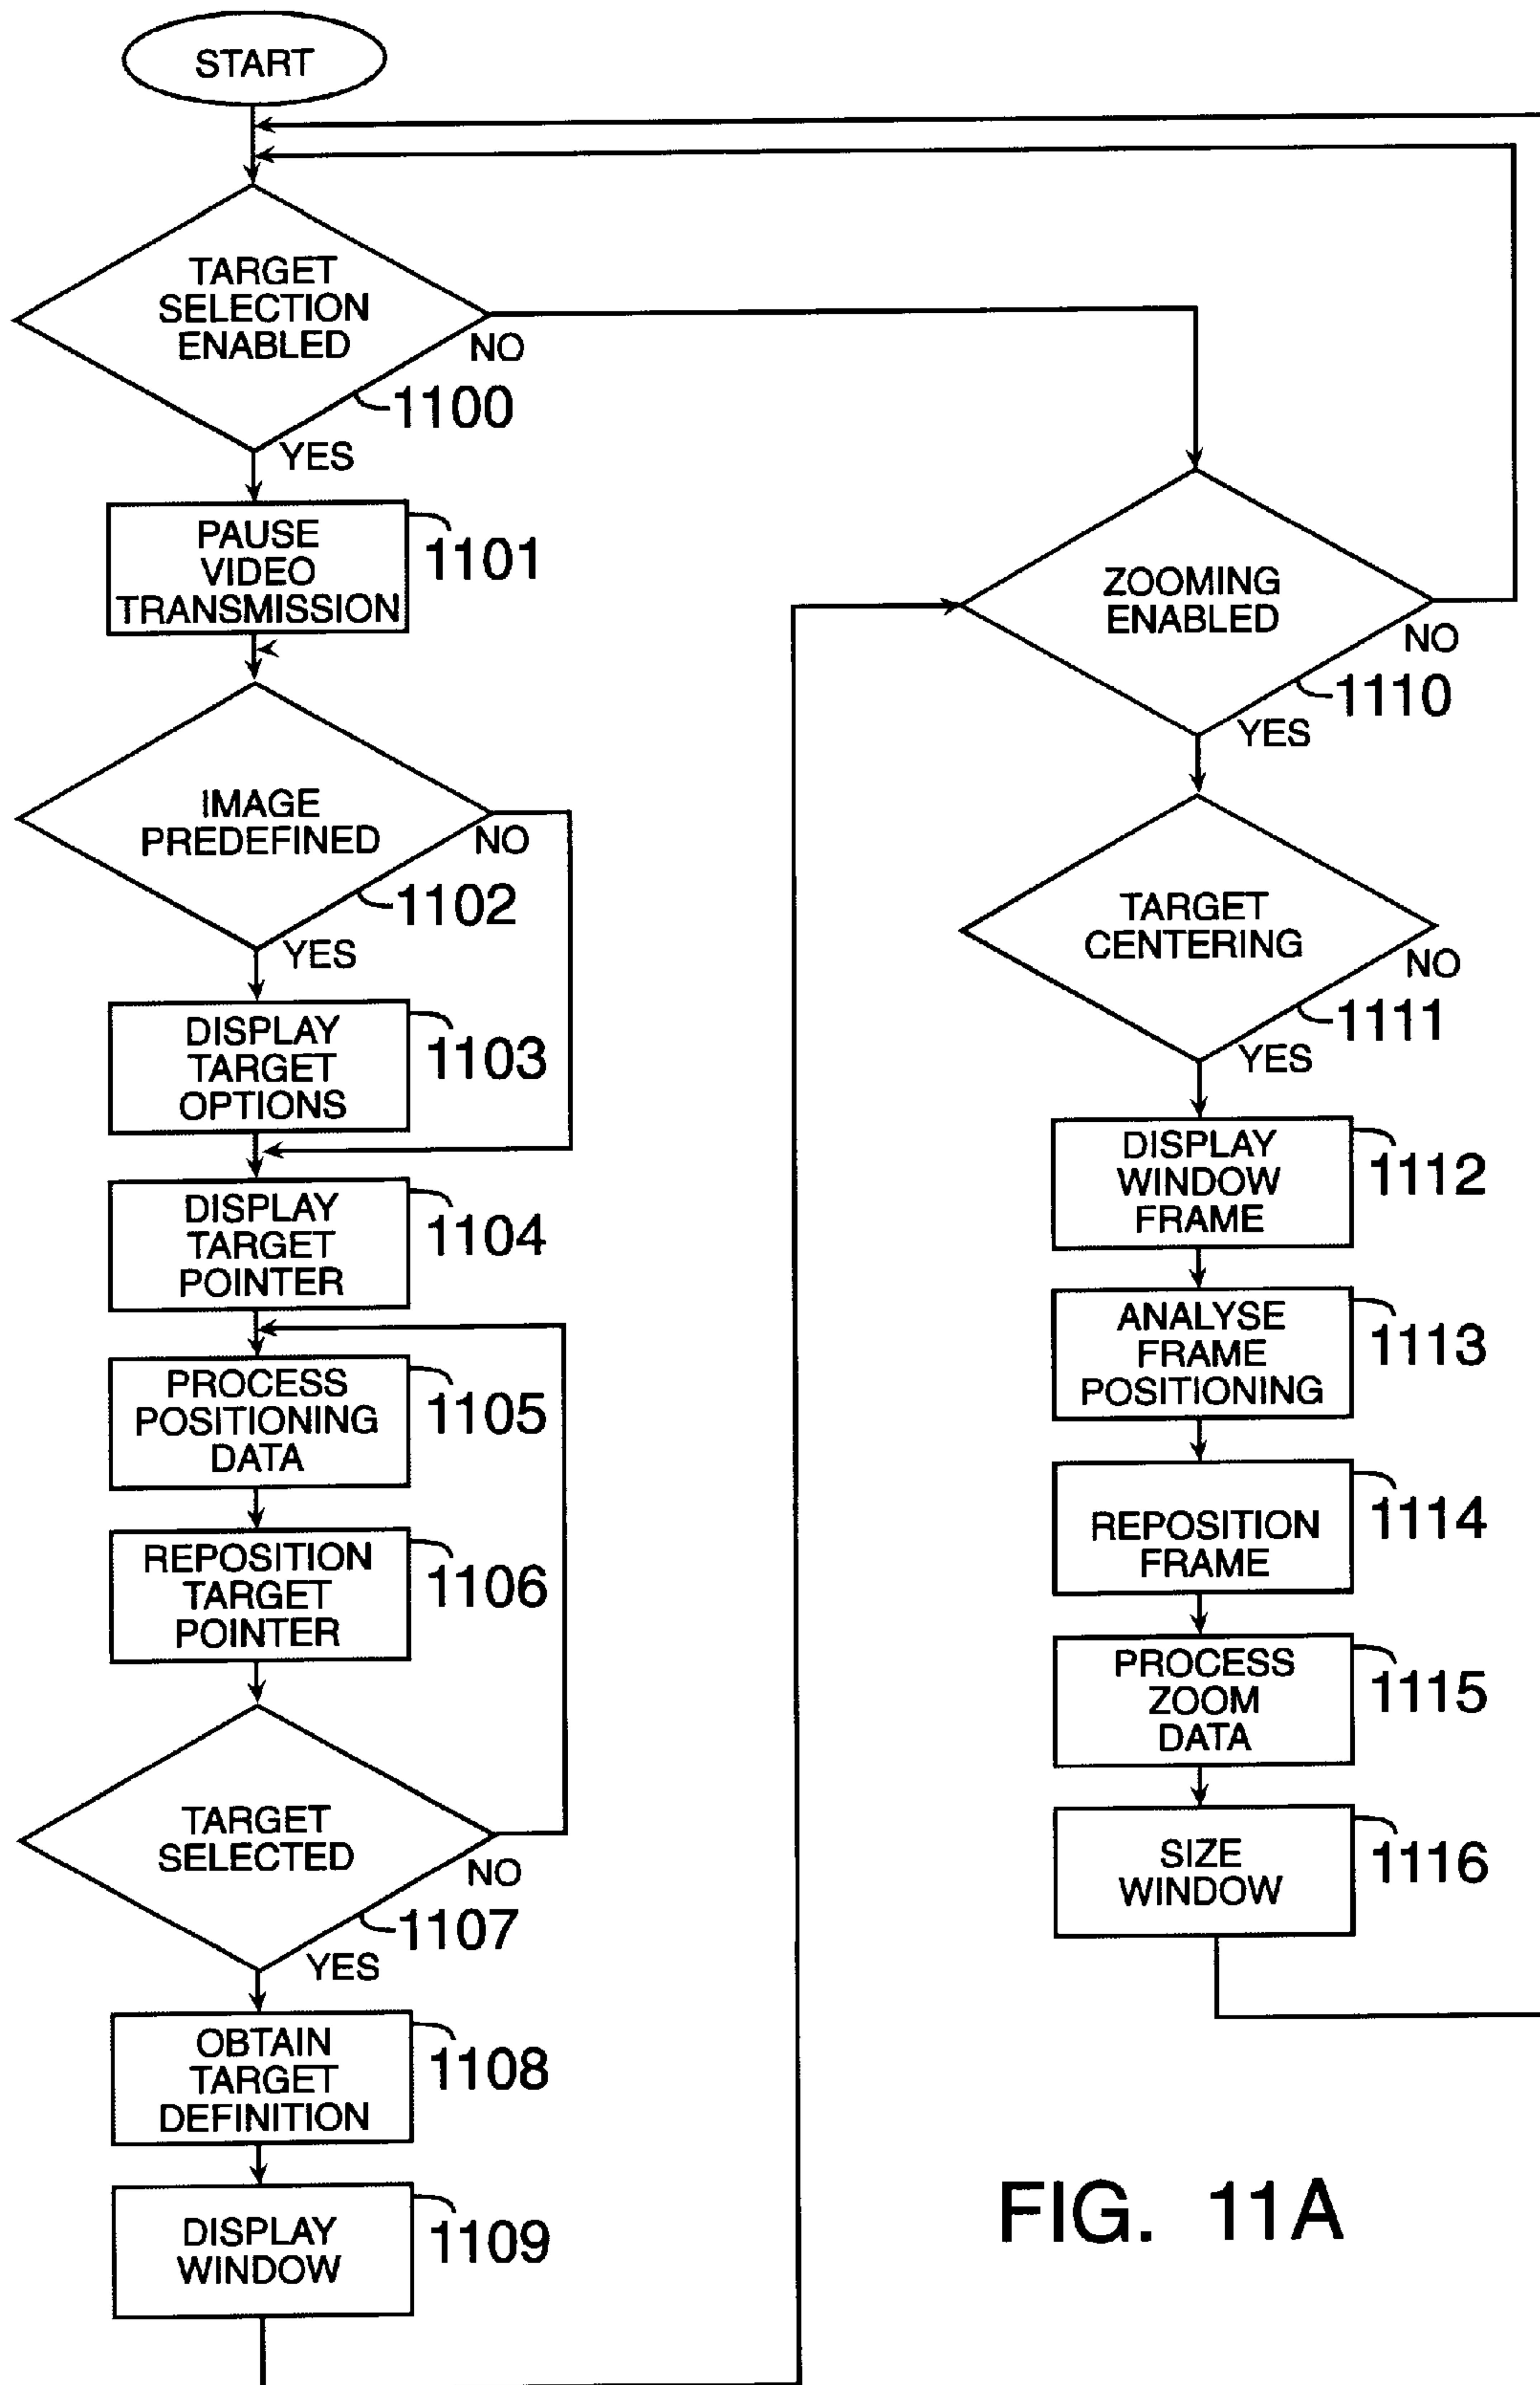 START
TARGET
SELECTION
ENABLED
NO
1100
YES
PAUSE
VIDEO
TRANSMISSION
1101
IMAGE
PREDEFINED
NO
1102
YES
DISPLAY
TARGET
OPTIONS
1103
DISPLAY
TARGET
POINTER
1104
PROCESS
POSITIONING
DATA
1105
REPOSITION
TARGET
POINTER
1106
TARGET
SELECTED
NO
1107
YES
OBTAIN
TARGET
DEFINITION
1108
DISPLAY
WINDOW
1109
ZOOMING
ENABLED
NO
1110
YES
TARGET
CENTERING
NO
1111
YES
DISPLAY
WINDOW
FRAME
1112
ANALYSE
FRAME
POSITIONING
1113
REPOSITION
FRAME
1114
PROCESS
ZOOM
DATA
1115
SIZE
WINDOW
1116
FIG. 11A